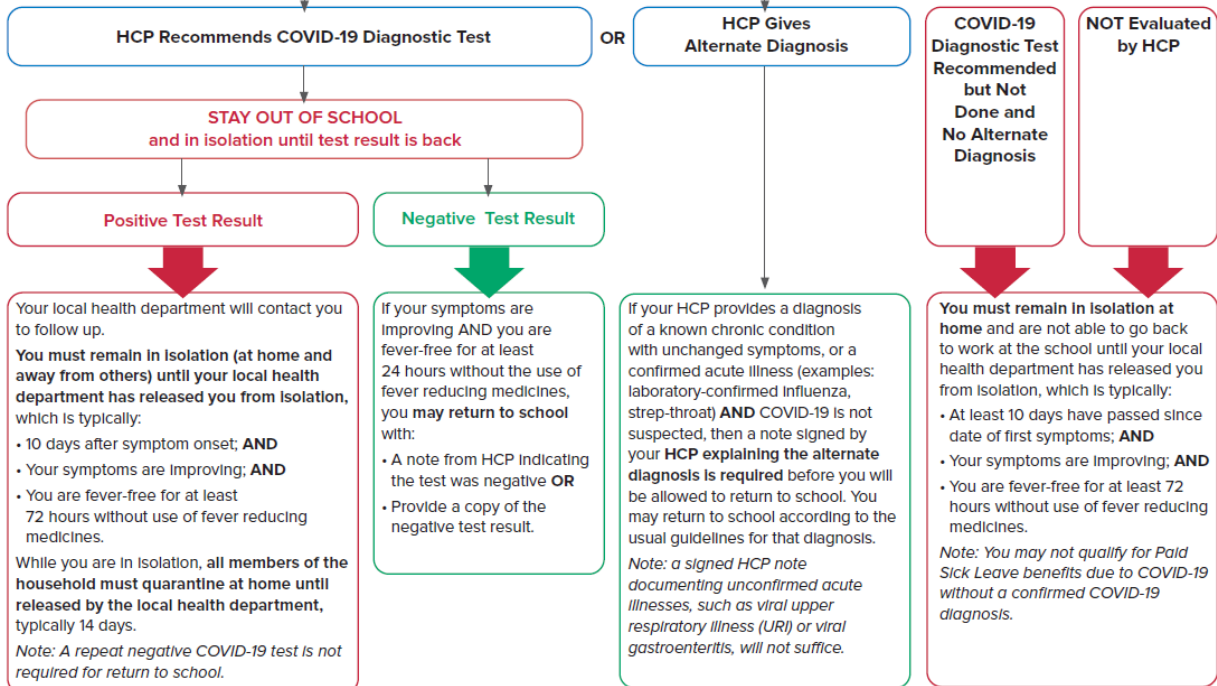 HCP Recommends COVID-19 Diagnostic Test
OR
HCP Gives
Alternate Diagnosis
COVID-19
Diagnostic Test
Recommended
but Not
Done and
No Alternate
Diagnosis
NOT Evaluated
by HCP
STAY OUT OF SCHOOL
and in isolation until test result is back
Positive Test Result
Negative Test Result
Your local health department will contact you
to follow up.
You must remain in isolation (at home and
away from others) until your local health
department has released you from isolation,
which is typically:
• 10 days after symptom onset; AND
• Your symptoms are improving; AND
• You are fever-free for at least
72 hours without use of fever reducing
medicines.
While you are in isolation, all members of the
household must quarantine at home until
released by the local health department,
typically 14 days.
Note: A repeat negative COVID-19 test is not
required for return to school.
If your symptoms are
improving AND you are
fever-free for at least
24 hours without the use of
fever reducing medicines,
you may return to school
with:
• A note from HCP indicating
the test was negative OR
• Provide a copy of the
negative test result.
If your HCP provides a diagnosis
of a known chronic condition
with unchanged symptoms, or a
confirmed acute illness (examples:
laboratory-confirmed influenza,
strep-throat) AND COVID-19 is not
suspected, then a note signed by
your HCP explaining the alternate
diagnosis is required before you will
be allowed to return to school. You
may return to school according to the
usual guidelines for that diagnosis.
Note: a signed HCP note
documenting unconfirmed acute
illnesses, such as viral upper
respiratory illness (URI) or viral
gastroenteritis, will not suffice.
You must remain in isolation at
home and are not able to go back
to work at the school until your local
health department has released you
from isolation, which is typically:
• At least 10 days have passed since
date of first symptoms; AND
• Your symptoms are improving; AND
• You are fever-free for at least 72
hours without use of fever reducing
medicines.
Note: You may not qualify for Paid
Sick Leave benefits due to COVID-19
without a confirmed COVID-19
diagnosis.